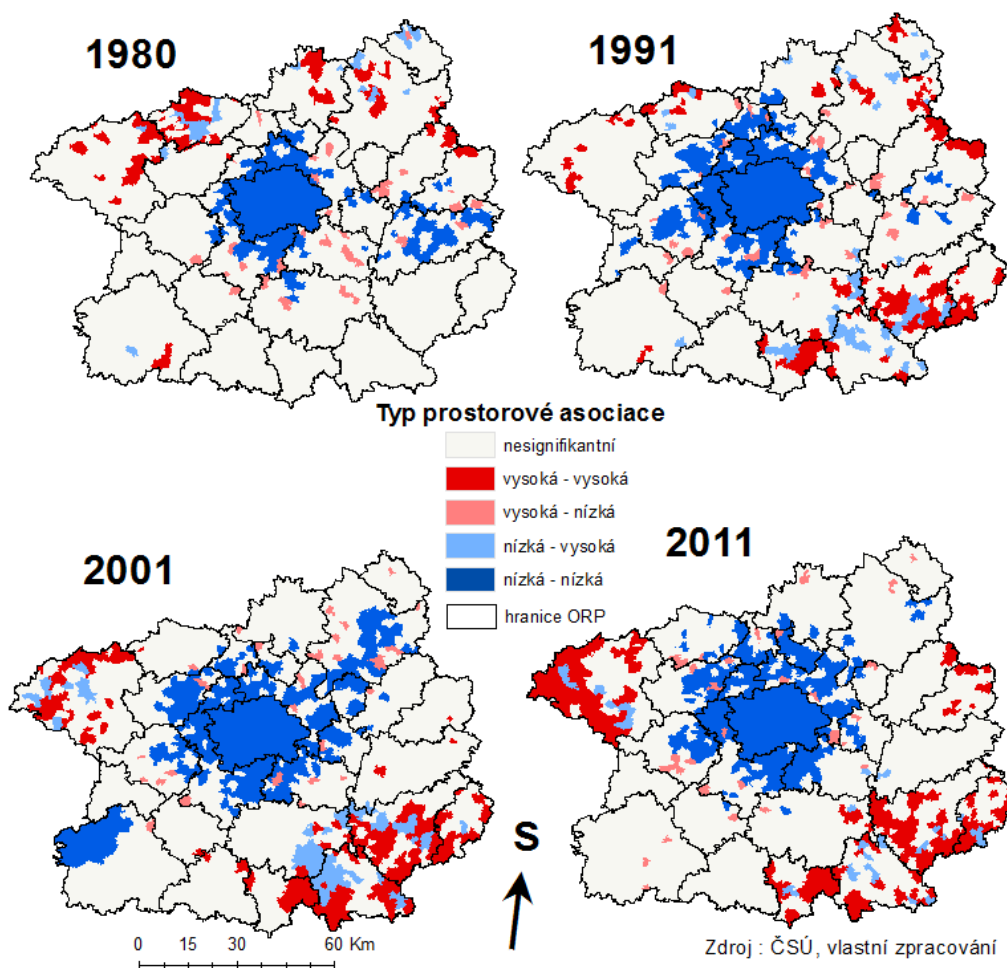 1980
1991
Typ prostorové asociace
nesignifikantní
vysoká - vysoká
vysoká - nízká
nízká - vysoká
nízká - nízká
hranice ORP
2001
2011
S
0 15 30 60 Km
Zdroj : ČSÚ, vlastní zpracování